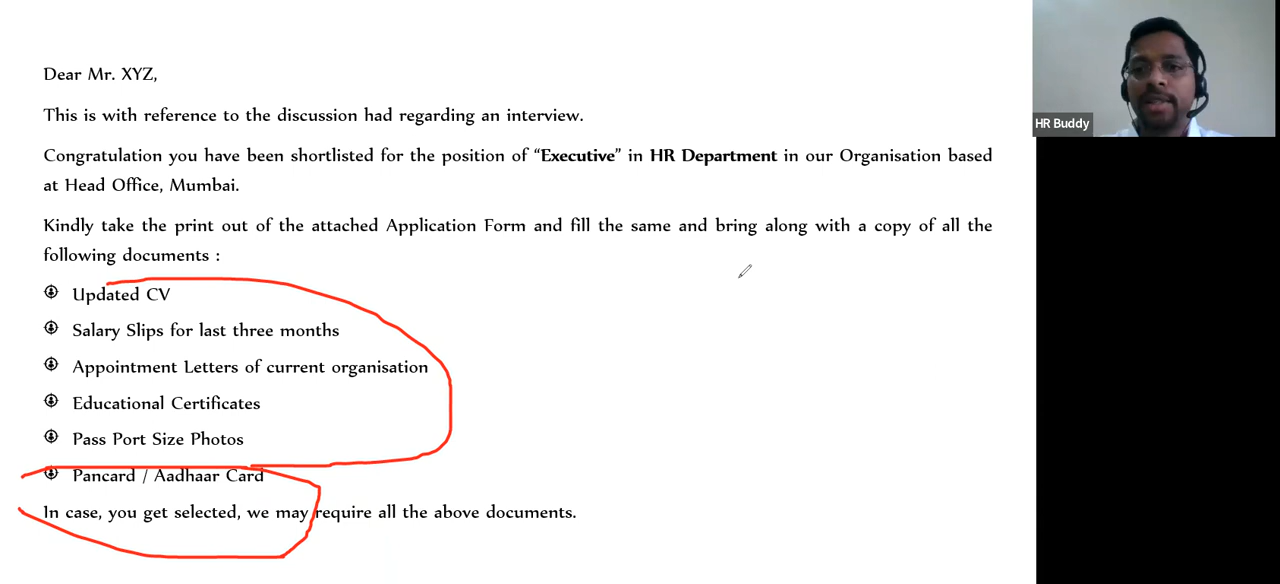 Dear Mr. XYZ,
This is with reference to the discussion had regarding an interview.
Congratulation you have been shortlisted for the position of “Executive” in HR Department in our Organisation based
at Head Office, Mumbai.
Kindly take the print out of the attached Application Form and fill the same and bring along with a copy of all the
following documents :
Updated CV
Salary Slips for last three months
Appointment Letters of current organisation
Educational Certificates
Pass Port Size Photos
Pancard / Aadhaar Card
In case, you get selected, we may require all the above documents.
HR Buddy